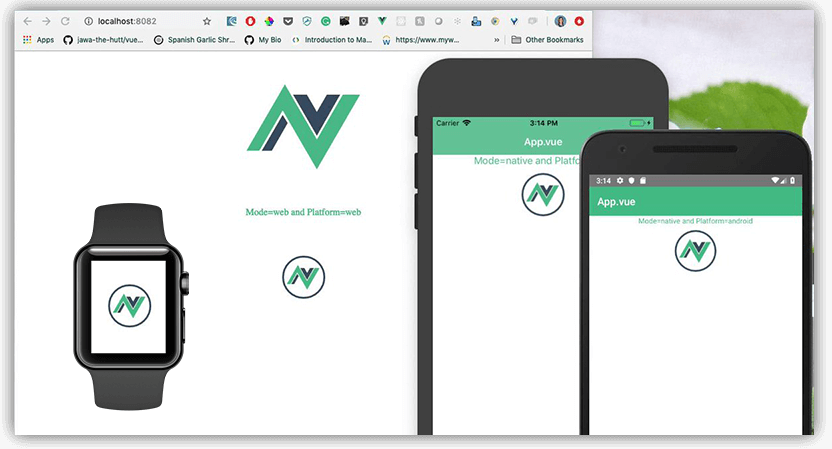 localhost:8082
Apps
jawa-the-hutt/vue...
Spanish Garlic Shr...
My Bio
Introduction to Ma...
https://www.myw...
»
Other Bookmarks
Mode=web and Platform=web
Carrier
3:14 PM
App.vue
Mode=native and Platfo
3:14
App.vue
Mode=native and Platform=android